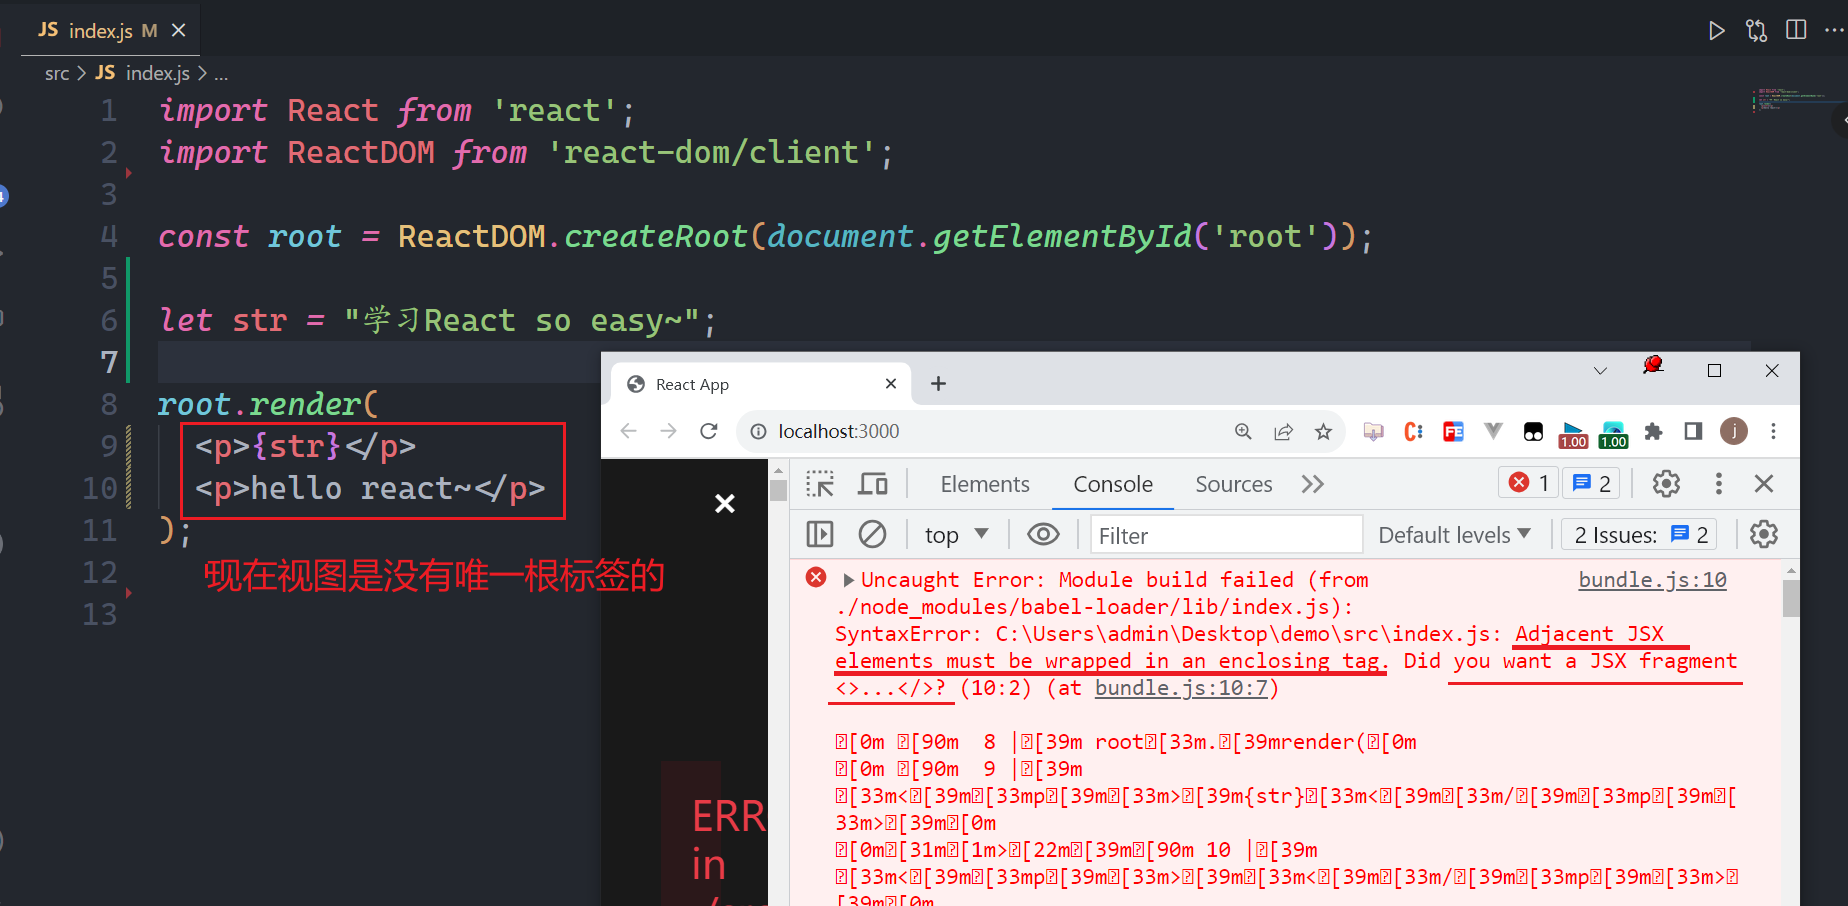 JS index.js M
src > JS index.js > ...
1 import React from 'react';
2 import ReactDOM from 'react-dom/client';
3
4 const root = ReactDOM.createRoot(document.getElementById('root'));
5
6 let str = "学习React so easy~";
7
8 root.render(
9 <p>{str}</p>
10 <p>hello react~</p>
11 );
12
13
现在视图是没有唯一根标签的
React App
localhost:3000
1.00
1.00
j
Elements Console Sources 1 2
top Filter Default levels 2 Issues: 2
Uncaught Error: Module build failed (from bundle.js:10
./node_modules/babel-loader/lib/index.js):
SyntaxError: C:\Users\admin\Desktop\demo\src\index.js: Adjacent JSX
elements must be wrapped in an enclosing tag. Did you want a JSX fragment
<>...</>? (10:2) (at bundle.js:10:7)
[0m [90m 8 |[39m root[33m.[39mrender([0m
[0m [90m 9 |[39m
[33m<[39m[33mp[39m[33m>[39m{str}[33m<[39m[33m/[39m[33mp[39m[
33m>[39m[0m
[0m[31m[1m>[22m[39m[90m 10 |[39m
[33m<[39m[33mp[39m[33m>[39m[33m<[39m[33m/[39m[33mp[39m[33m>
[39m[0m
ERR
in